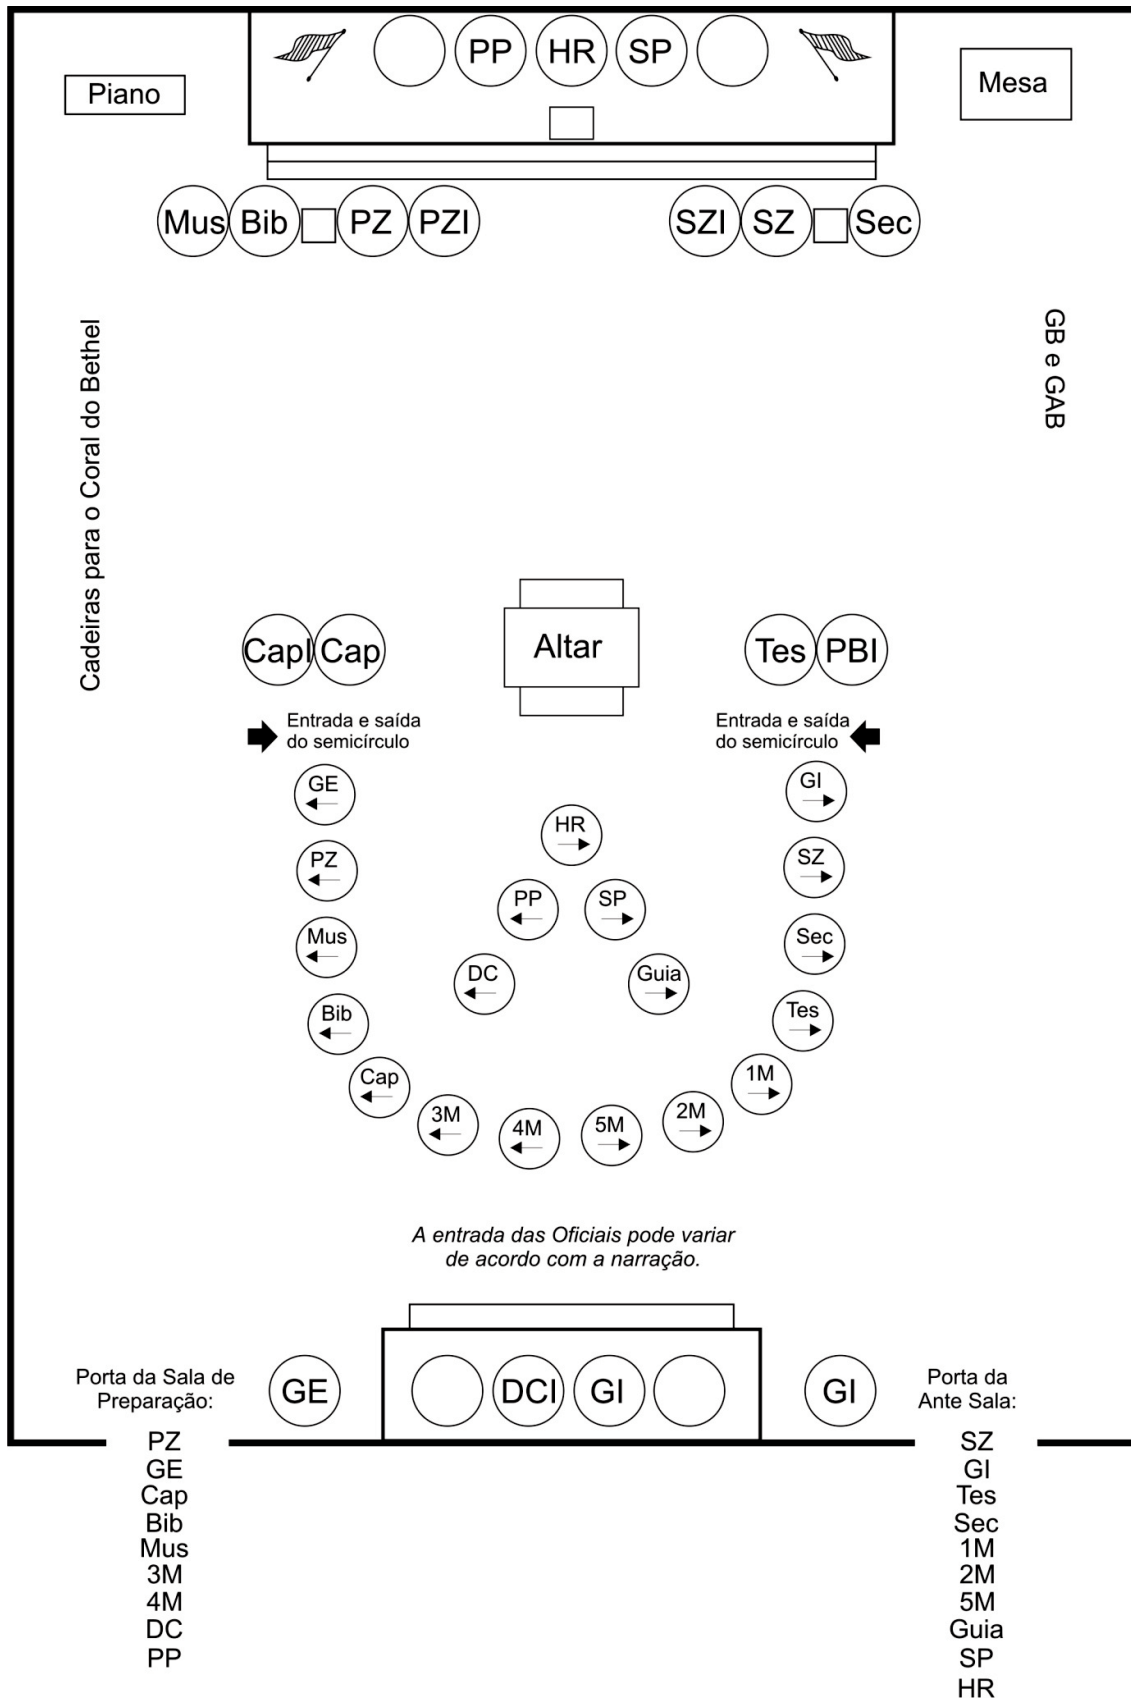 PP HR SP
Piano
Mesa
Mus Bib PZ PZI SZI SZ Sec
Cadeiras para o Coral do Bethel
GB e GAB
CapI Cap Altar Tes PBI
Entrada e saída
do semicírculo
Entrada e saída
do semicírculo
GE
GI
HR
PZ
SZ
PP
SP
Mus
Sec
DC
Guia
Bib
Tes
Cap
1M
3M
4M
5M
2M
A entrada das Oficiais pode variar
de acordo com a narração.
Porta da Sala de
Preparação:
GE
DCI
GI
GI
Porta da
Ante Sala:
PZ
GE
Cap
Bib
Mus
3M
4M
DC
PP
SZ
GI
Tes
Sec
1M
2M
5M
Guia
SP
HR